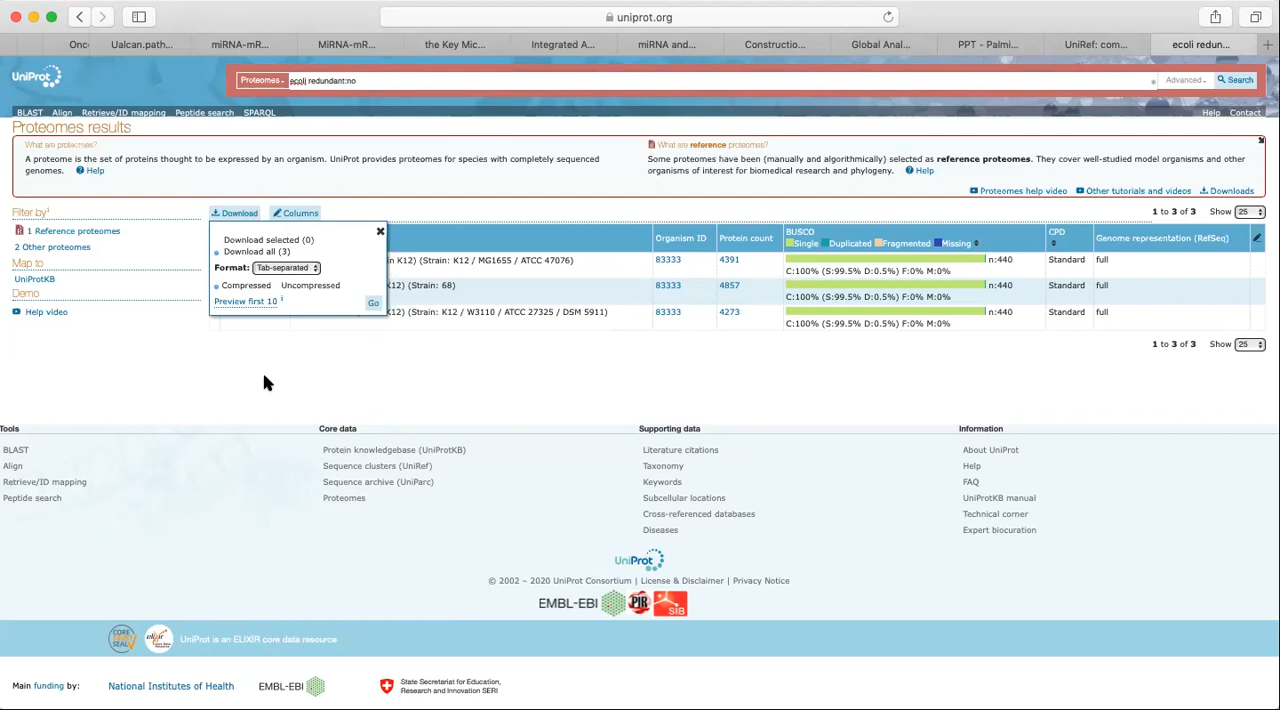 uniprot.org
Onc
Ualcan.path...
miRNA-mR...
MiRNA-mR...
the Key Mic...
Integrated A...
miRNA and...
Constructio...
Global Anal...
PPT - Palmi...
UniRef: com...
ecoli redun...
UniProt
Proteomes
ecoli redundant:no
Advanced
Search
BLAST Align Retrieve/ID mapping Peptide search SPARQL
Help Contact
Proteomes results
What are proteomes?
A proteome is the set of proteins thought to be expressed by an organism. UniProt provides proteomes for species with completely sequenced
genomes. Help
What are reference proteomes?
Some proteomes have been (manually and algorithmically) selected as reference proteomes. They cover well-studied model organisms and other
organisms of interest for biomedical research and phylogeny. Help
Proteomes help video Other tutorials and videos Downloads
Filter by i
1 Reference proteomes
2 Other proteomes
Map to
UniProtKB
Demo
Help video
Download Columns
1 to 3 of 3 Show 25
Download selected (0)
Download all (3)
Format: Tab-separated
Compressed Uncompressed
Preview first 10 i
Go
Organism ID Protein count BUSCO CPD Genome representation (RefSeq)
Single Duplicated Fragmented Missing
n K12) (Strain: K12 / MG1655 / ATCC 47076) 83333 4391 n:440 Standard full
C:100% (S:99.5% D:0.5%) F:0% M:0%
K12) (Strain: 68) 83333 4857 n:440 Standard full
C:100% (S:99.5% D:0.5%) F:0% M:0%
K12) (Strain: K12 / W3110 / ATCC 27325 / DSM 5911) 83333 4273 n:440 Standard full
C:100% (S:99.5% D:0.5%) F:0% M:0%
1 to 3 of 3 Show 25
Tools
BLAST
Align
Retrieve/ID mapping
Peptide search
Core data
Protein knowledgebase (UniProtKB)
Sequence clusters (UniRef)
Sequence archive (UniParc)
Proteomes
Supporting data
Literature citations
Taxonomy
Keywords
Subcellular locations
Cross-referenced databases
Diseases
Information
About UniProt
Help
FAQ
UniProtKB manual
Technical corner
Expert biocuration
UniProt
© 2002 – 2020 UniProt Consortium | License & Disclaimer | Privacy Notice
EMBL-EBI PIR SIB
CORE TRUST SEAL elixir UniProt is an ELIXIR core data resource
Main funding by: National Institutes of Health EMBL-EBI
State Secretariat for Education,
Research and Innovation SERI